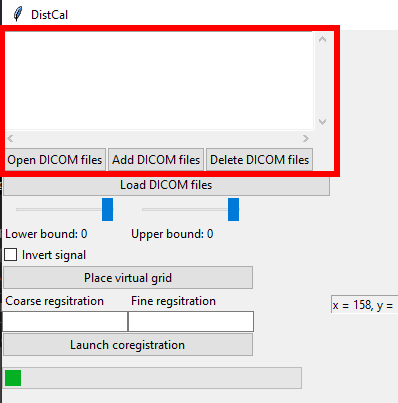 DistCal
Open DICOM files Add DICOM files Delete DICOM files
Load DICOM files
Lower bound: 0 Upper bound: 0
Invert signal
Place virtual grid
Coarse regsitration Fine regsitration
x = 158, y =
Launch coregistration